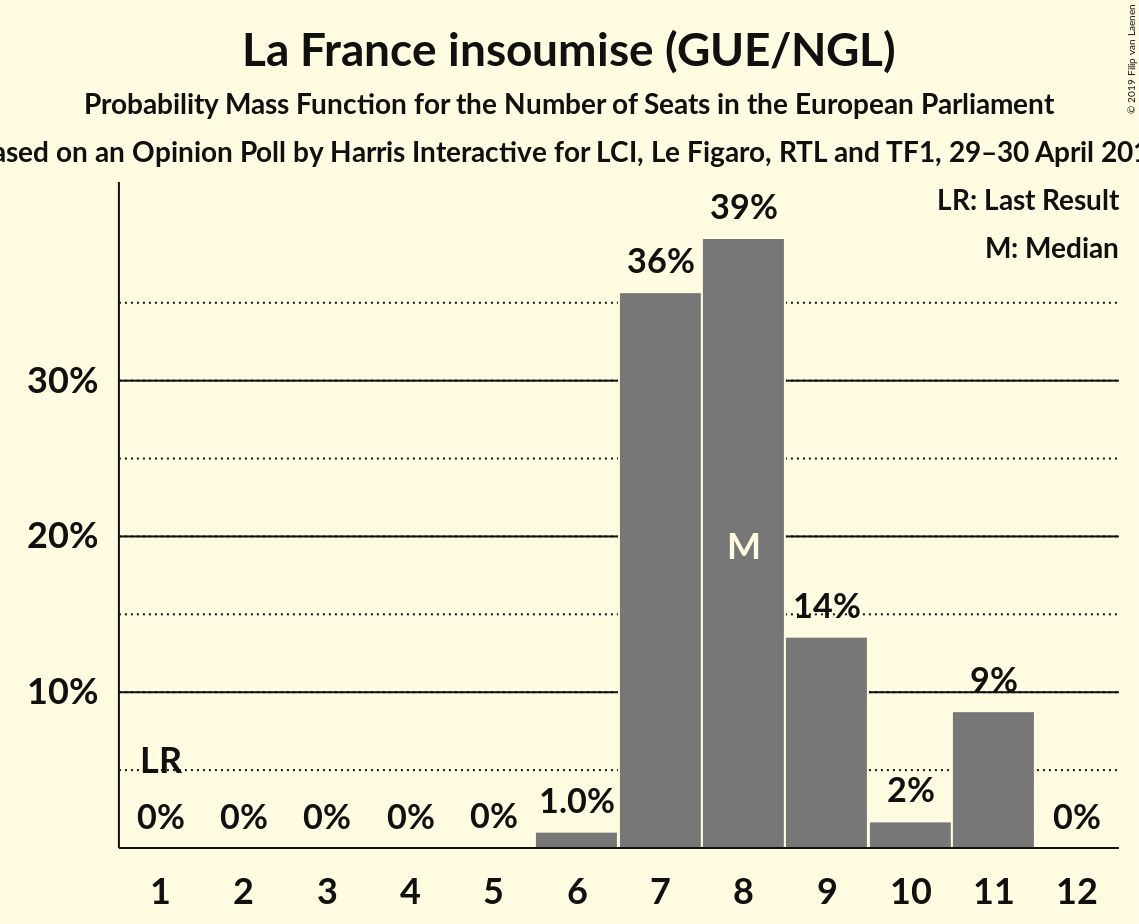 La France insoumise (GUE/NGL)
Probability Mass Function for the Number of Seats in the European Parliament
ased on an Opinion Poll by Harris Interactive for LCI, Le Figaro, RTL and TF1, 29–30 April 201
© 2019 Filip van Laenen
LR: Last Result
M: Median
39%
36%
30%
20%
M
14%
10%
9%
LR
0% 0% 0% 0% 0% 1.0% 2% 0%
1 2 3 4 5 6 7 8 9 10 11 12